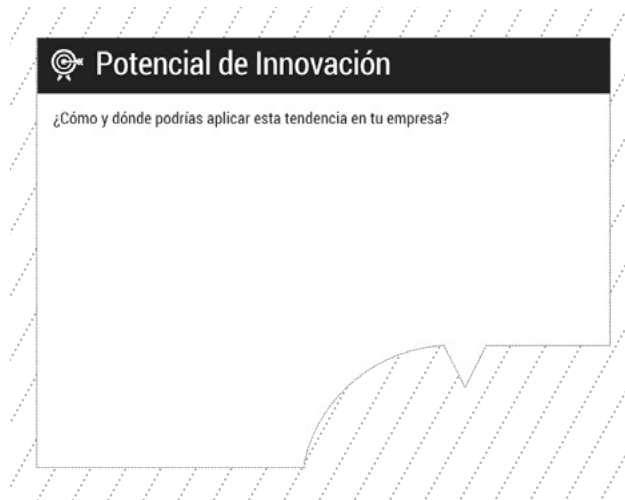 Potencial de Innovación
¿Cómo y dónde podrías aplicar esta tendencia en tu empresa?